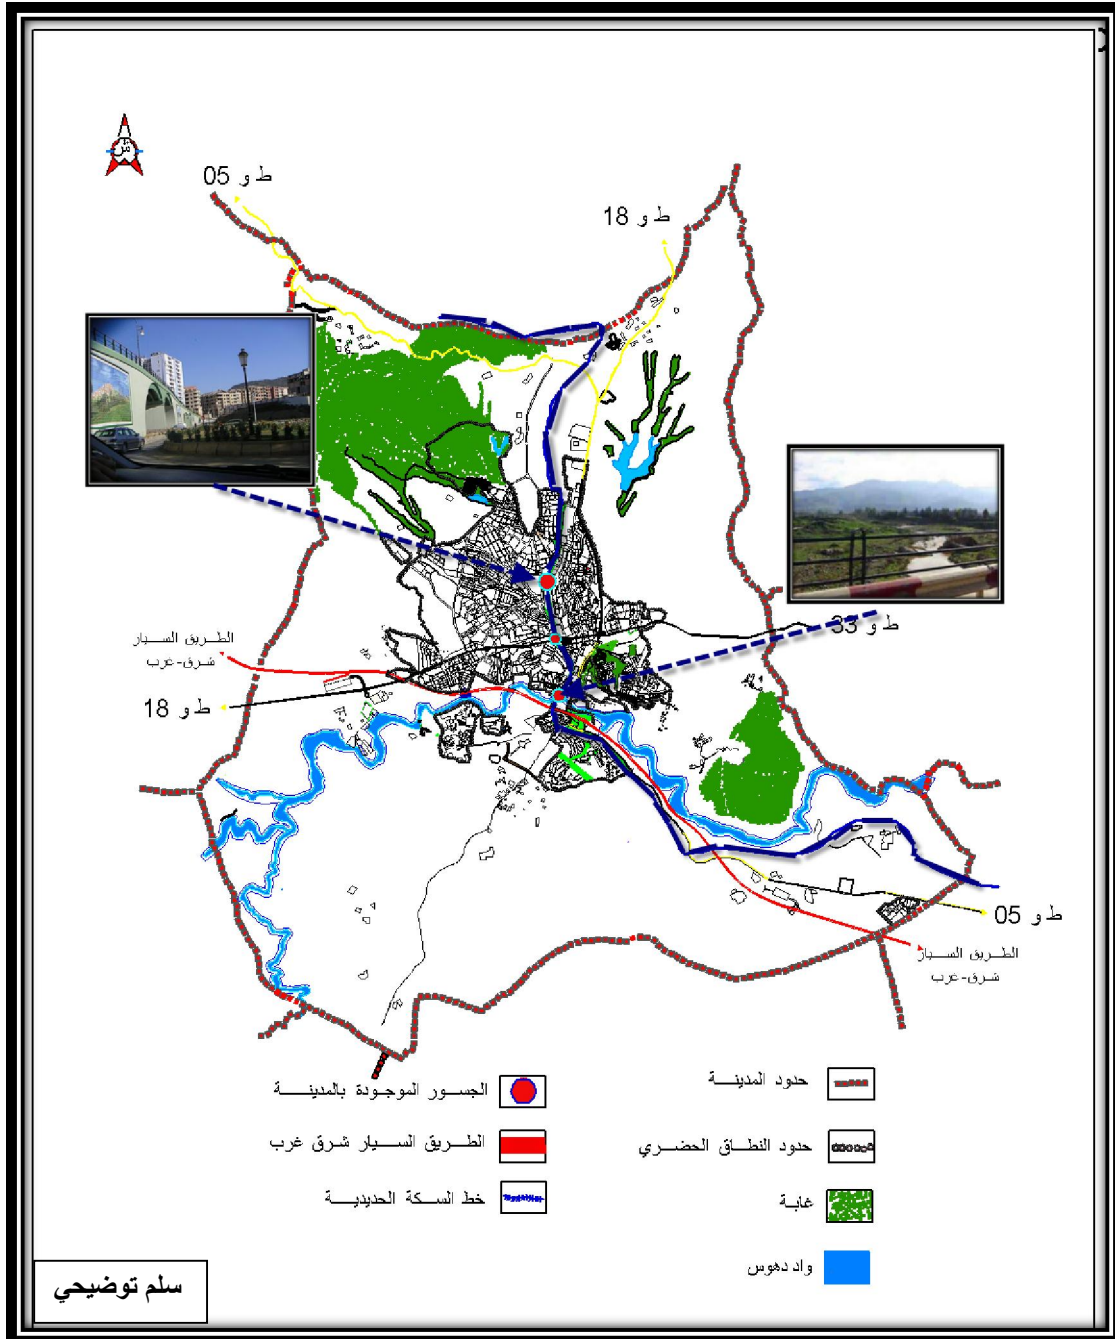 ش
ط و 05
ط و 18
ط و 33
الطريق السيار
شرق-غرب
ط و 18
ط و 05
الطريق السيار
شرق-غرب
حدود المدينة
الجسور الموجودة بالمدينة
حدود النطاق الحضري
الطريق السيار شرق غرب
غابة
خط السكة الحديدية
واد دهوس
سلم توضيحي